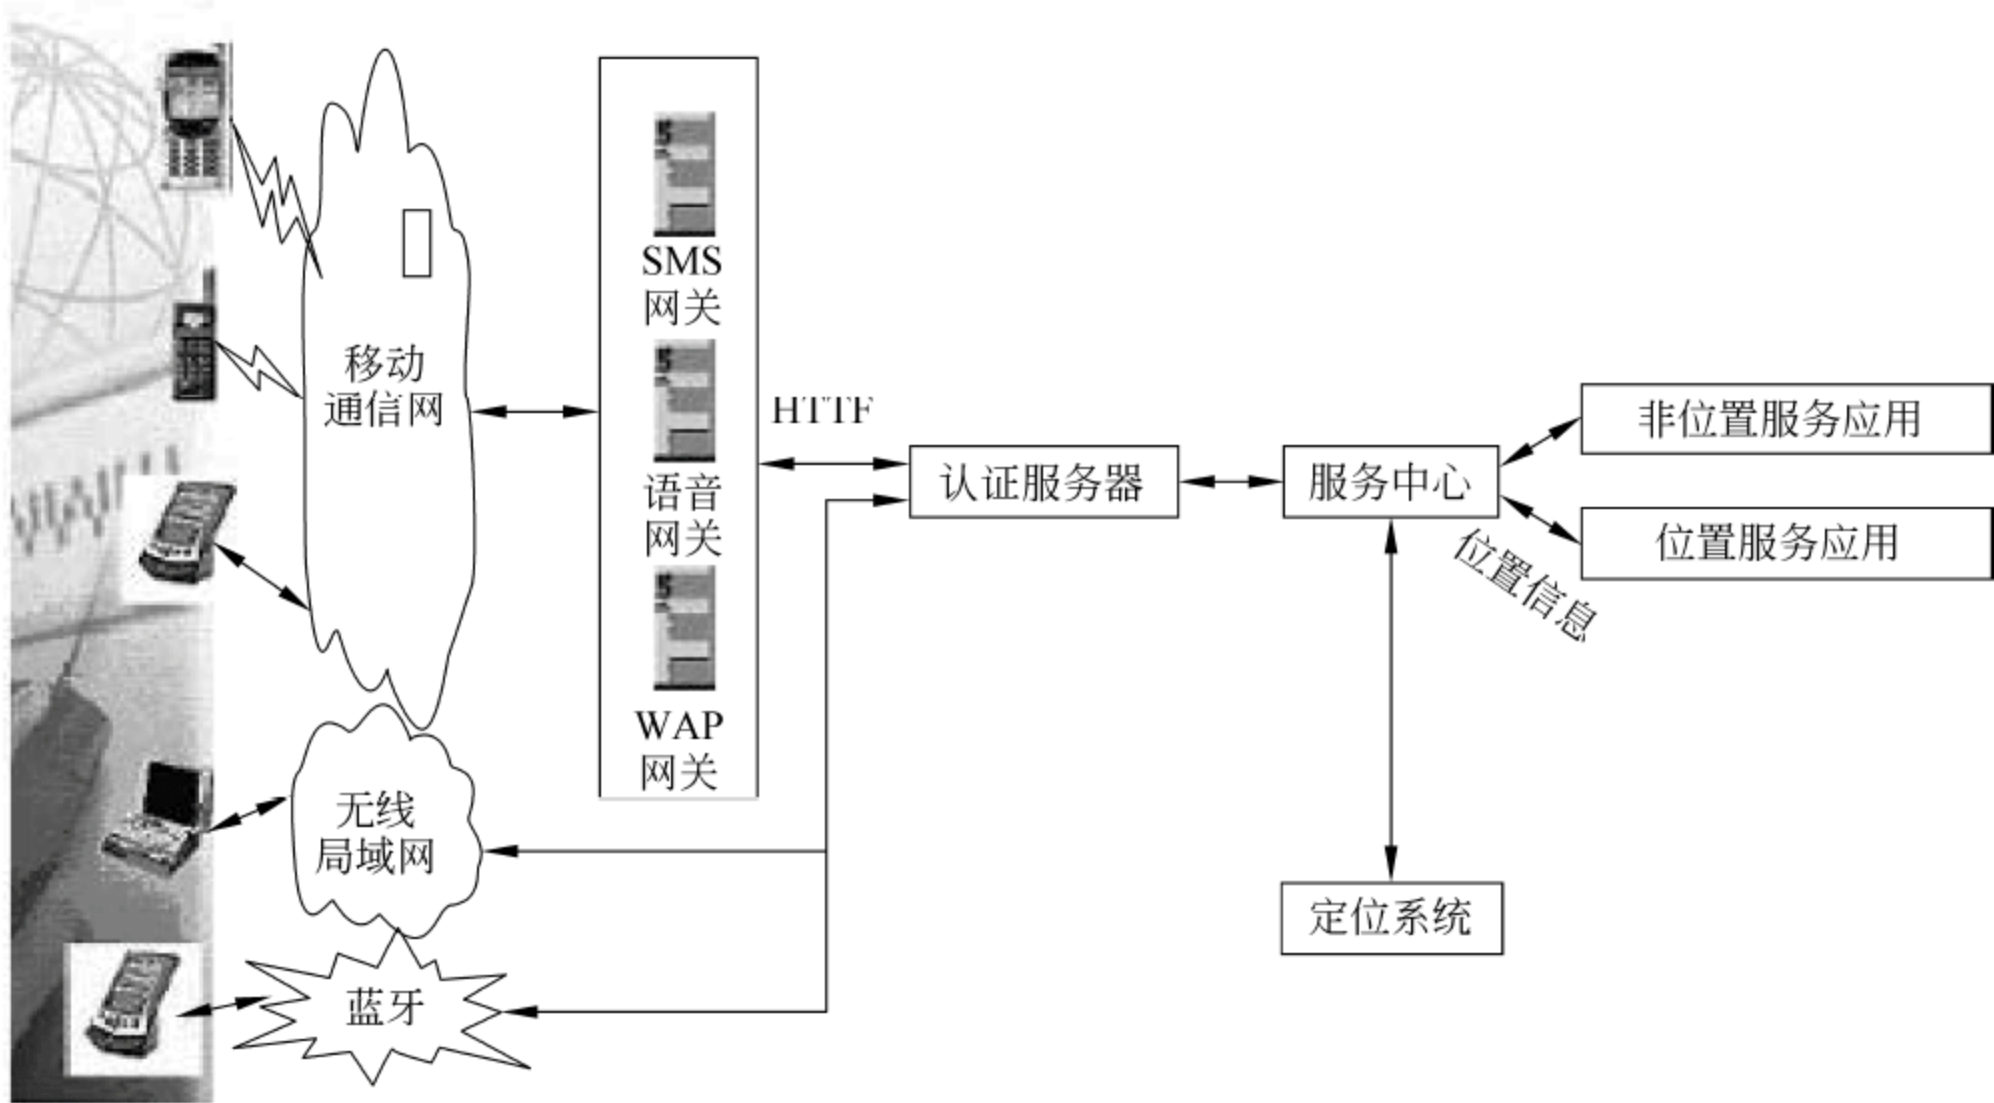 SMS
网关
移动
通信网
HTTF
语音
网关
认证服务器
服务中心
非位置服务应用
位置服务应用
位置信息
WAP
网关
无线
局域网
定位系统
蓝牙